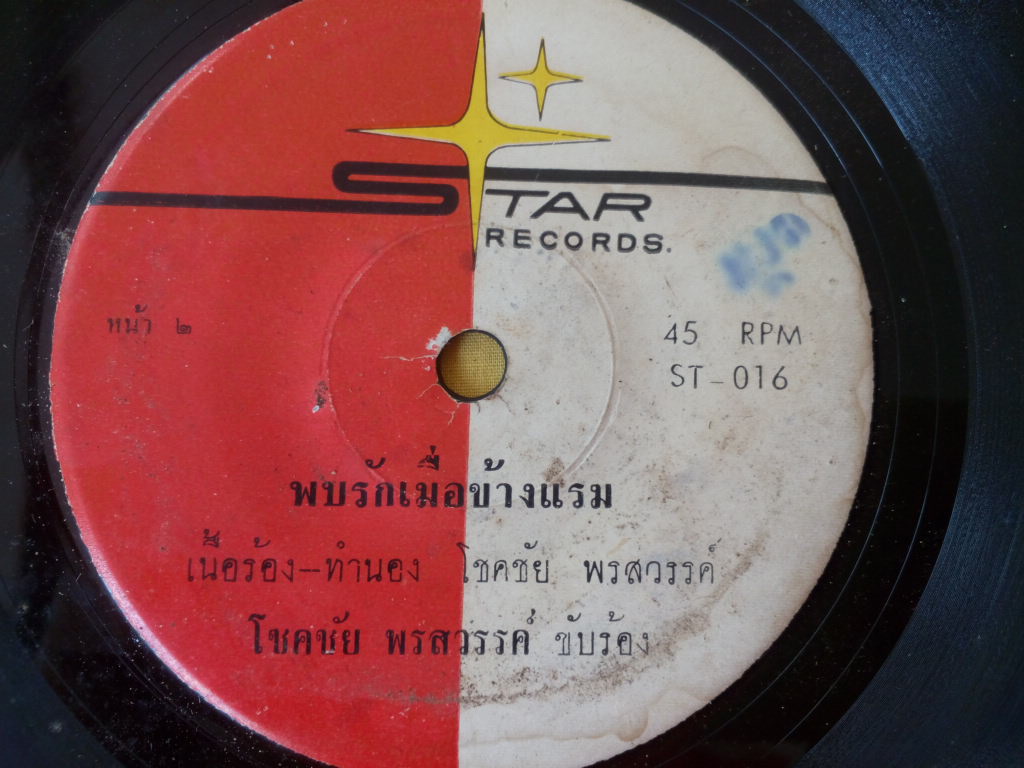 STAR
RECORDS.
หน้า ๒
45 RPM
ST-016
พบรักเมื่อข้างแรม
เนื้อร้อง-ทำนอง โชคชัย พรสวรรค์
โชคชัย พรสวรรค์ ขับร้อง